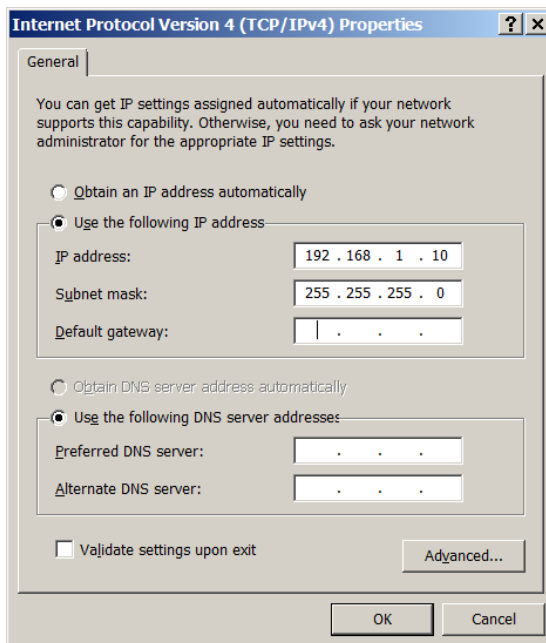 Internet Protocol Version 4 (TCP/IPv4) Properties ? X
General
You can get IP settings assigned automatically if your network
supports this capability. Otherwise, you need to ask your network
administrator for the appropriate IP settings.
Obtain an IP address automatically
Use the following IP address
IP address: 192 . 168 . 1 . 10
Subnet mask: 255 . 255 . 255 . 0
Default gateway: . . .
Obtain DNS server address automatically
Use the following DNS server addresses
Preferred DNS server: . . .
Alternate DNS server: . . .
Validate settings upon exit
Advanced...
OK Cancel